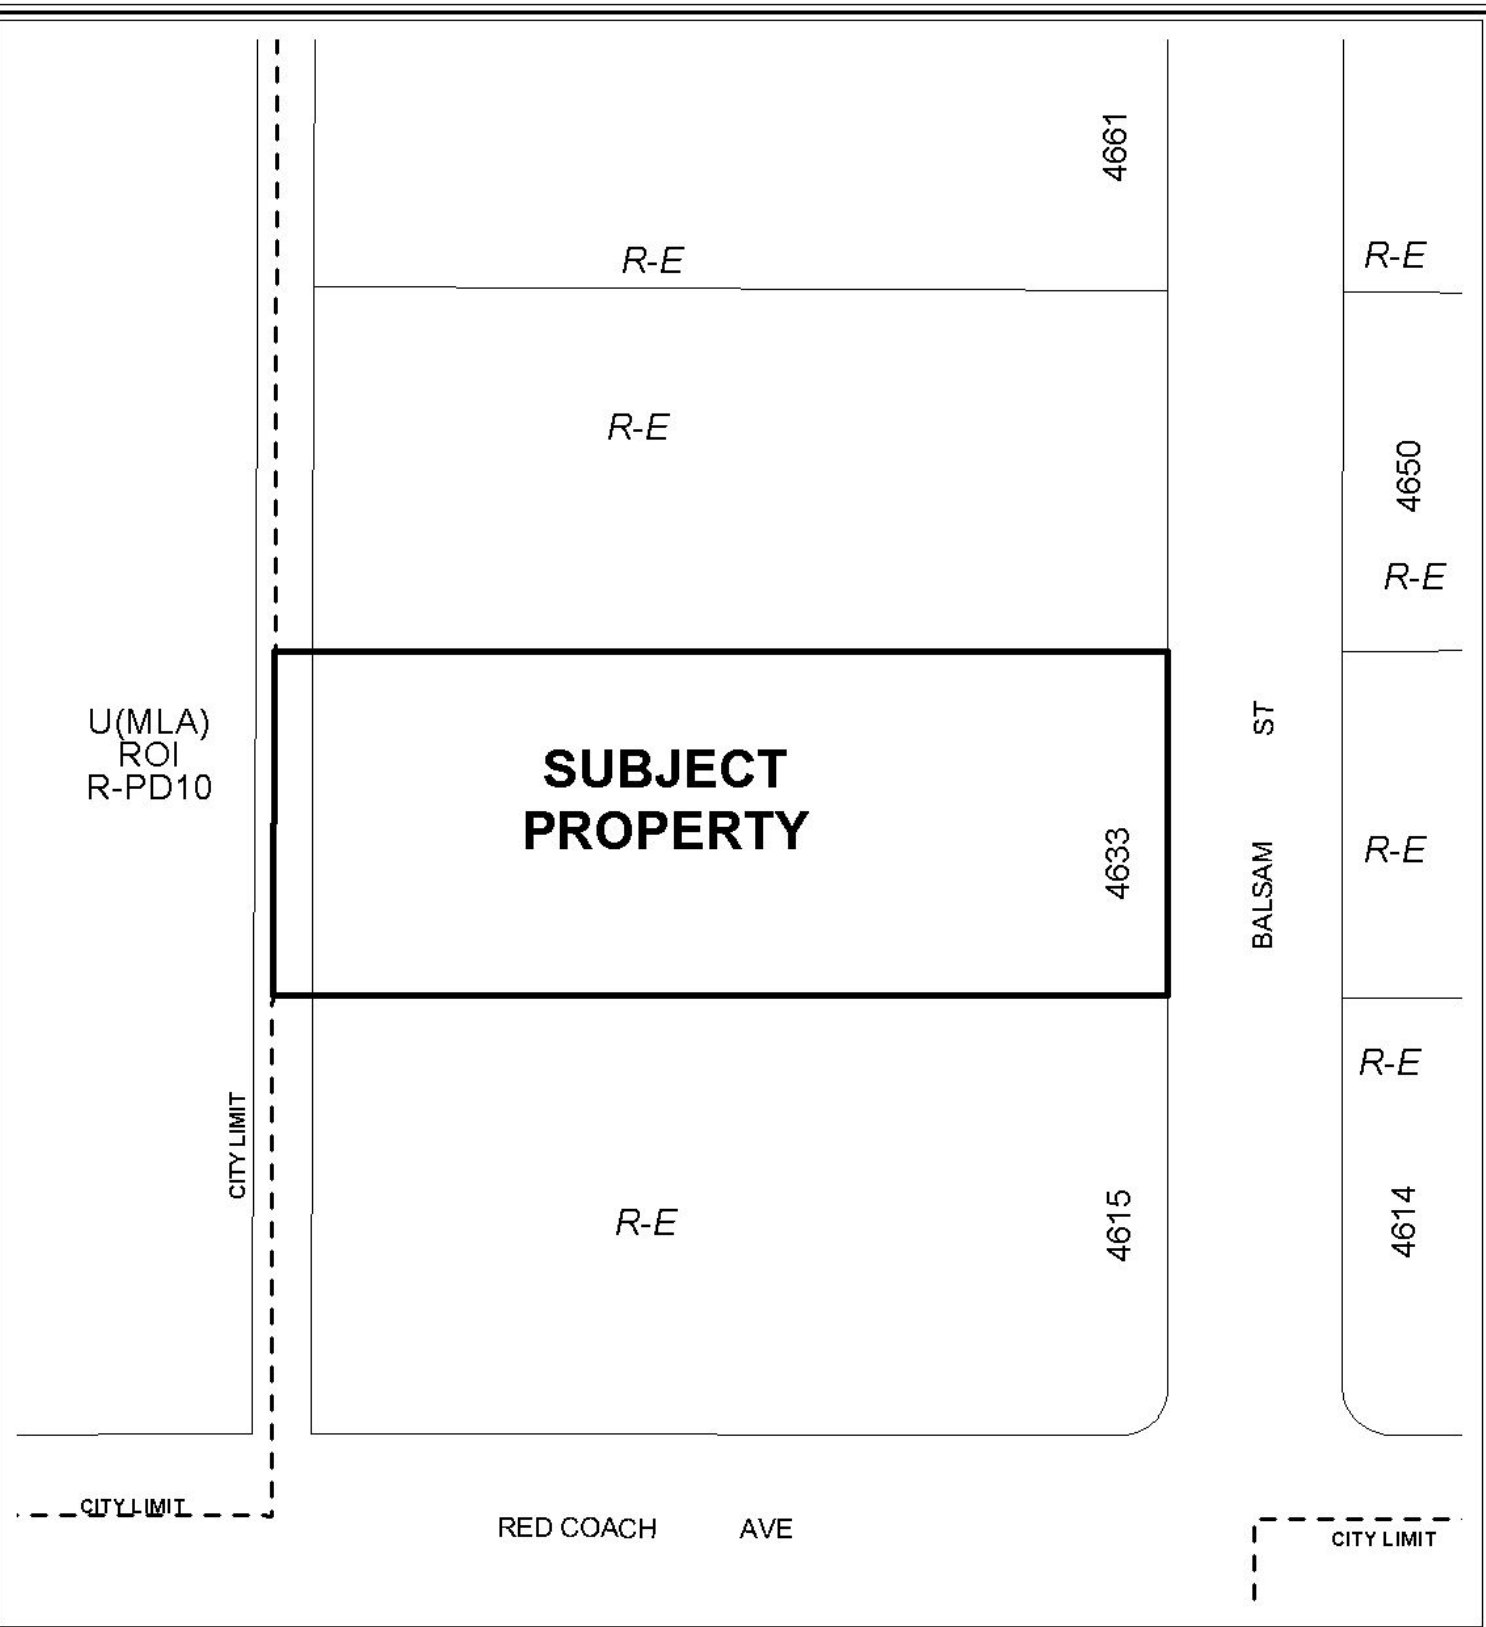 4661
R-E
R-E
R-E
4650
R-E
U(MLA)
ROI
R-PD10
SUBJECT
PROPERTY
4633
BALSAM ST
R-E
R-E
CITY LIMIT
R-E
4615
4614
CITY LIMIT
RED COACH AVE
CITY LIMIT